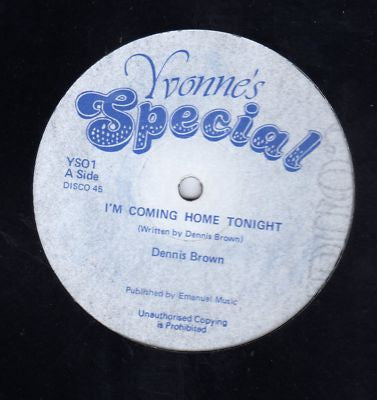 Yvonne's
Special
YS01
A Side
DISCO 45
I'M COMING HOME TONIGHT
(Written by Dennis Brown)
Dennis Brown
Published by Emanuel Music
Unauthorised Copying
is Prohibited